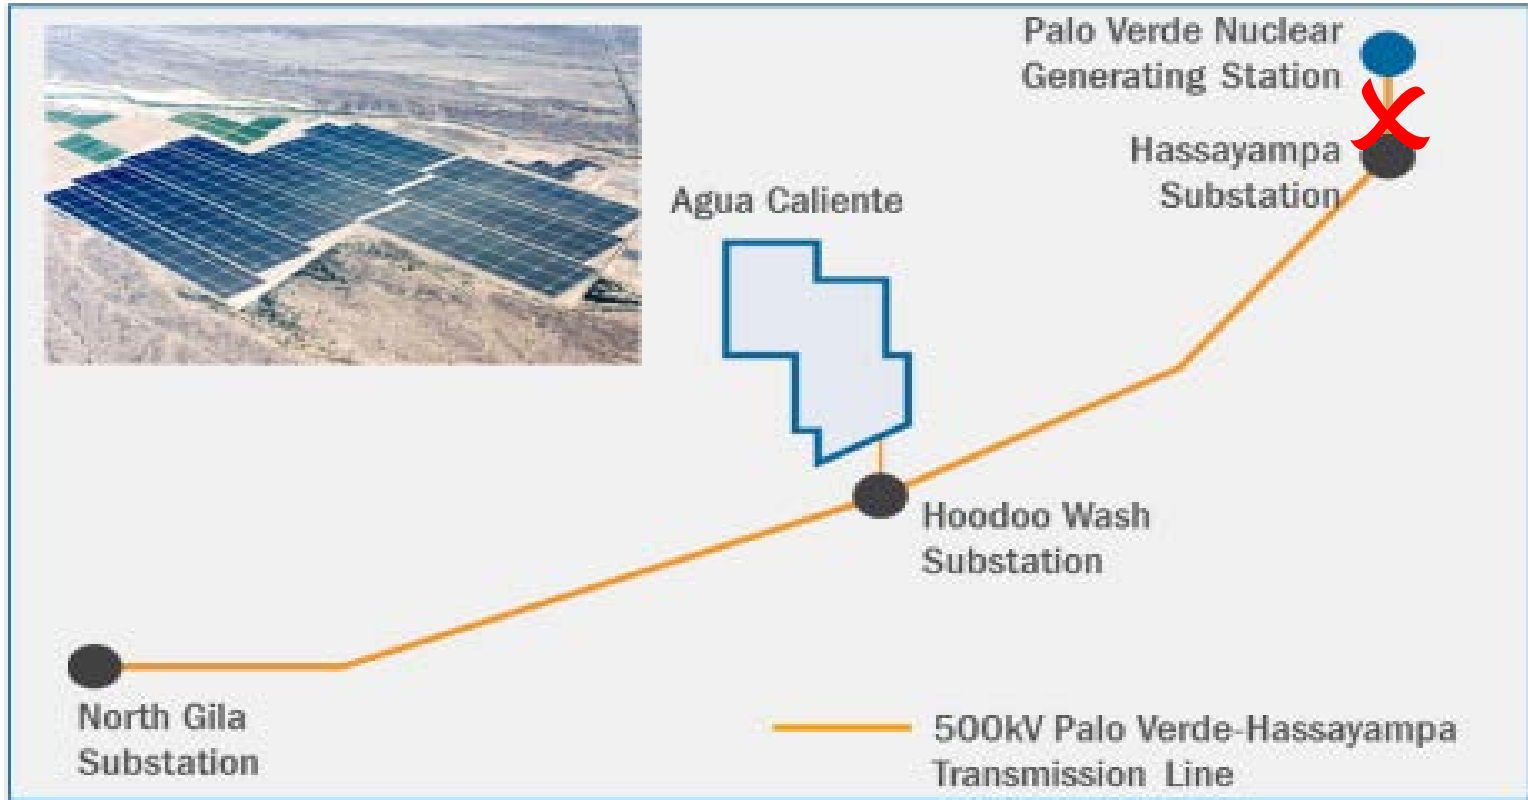 Palo Verde Nuclear
Generating Station
Hassayampa
Substation
Agua Caliente
Hoodoo Wash
Substation
North Gila
Substation
500kV Palo Verde-Hassayampa
Transmission Line